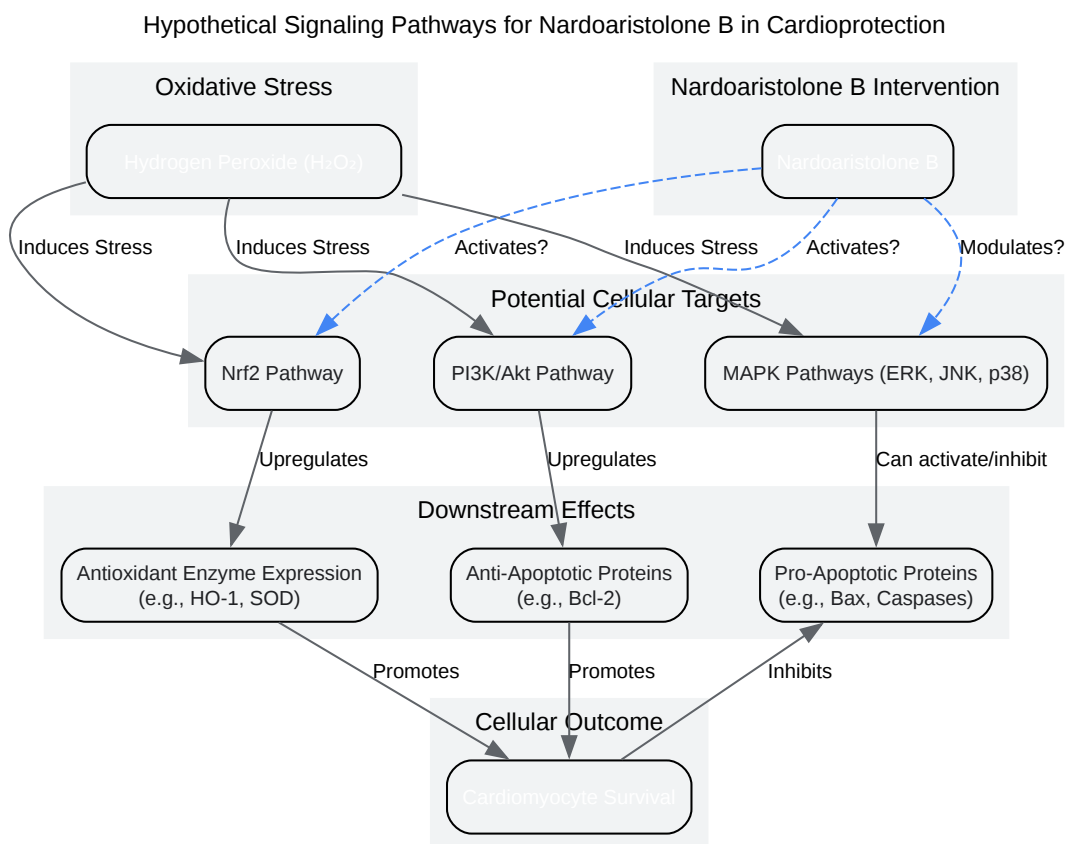 Hypothetical Signaling Pathways for Nardoaristolone B in Cardioprotection
Oxidative Stress
Nardoaristolone B Intervention
Hydrogen Peroxide (H₂O₂)
Nardoaristolone B
Induces Stress
Induces Stress
Activates?
Induces Stress
Activates?
Modulates?
Potential Cellular Targets
Nrf2 Pathway
PI3K/Akt Pathway
MAPK Pathways (ERK, JNK, p38)
Upregulates
Upregulates
Can activate/inhibit
Downstream Effects
Antioxidant Enzyme Expression
(e.g., HO-1, SOD)
Anti-Apoptotic Proteins
(e.g., Bcl-2)
Pro-Apoptotic Proteins
(e.g., Bax, Caspases)
Promotes
Promotes
Inhibits
Cellular Outcome
Cardiomyocyte Survival